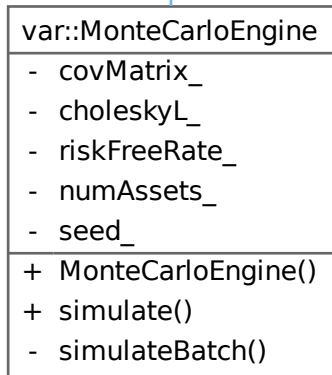 var::MonteCarloEngine
- covMatrix_
- choleskyL_
- riskFreeRate_
- numAssets_
- seed_
+ MonteCarloEngine()
+ simulate()
- simulateBatch()